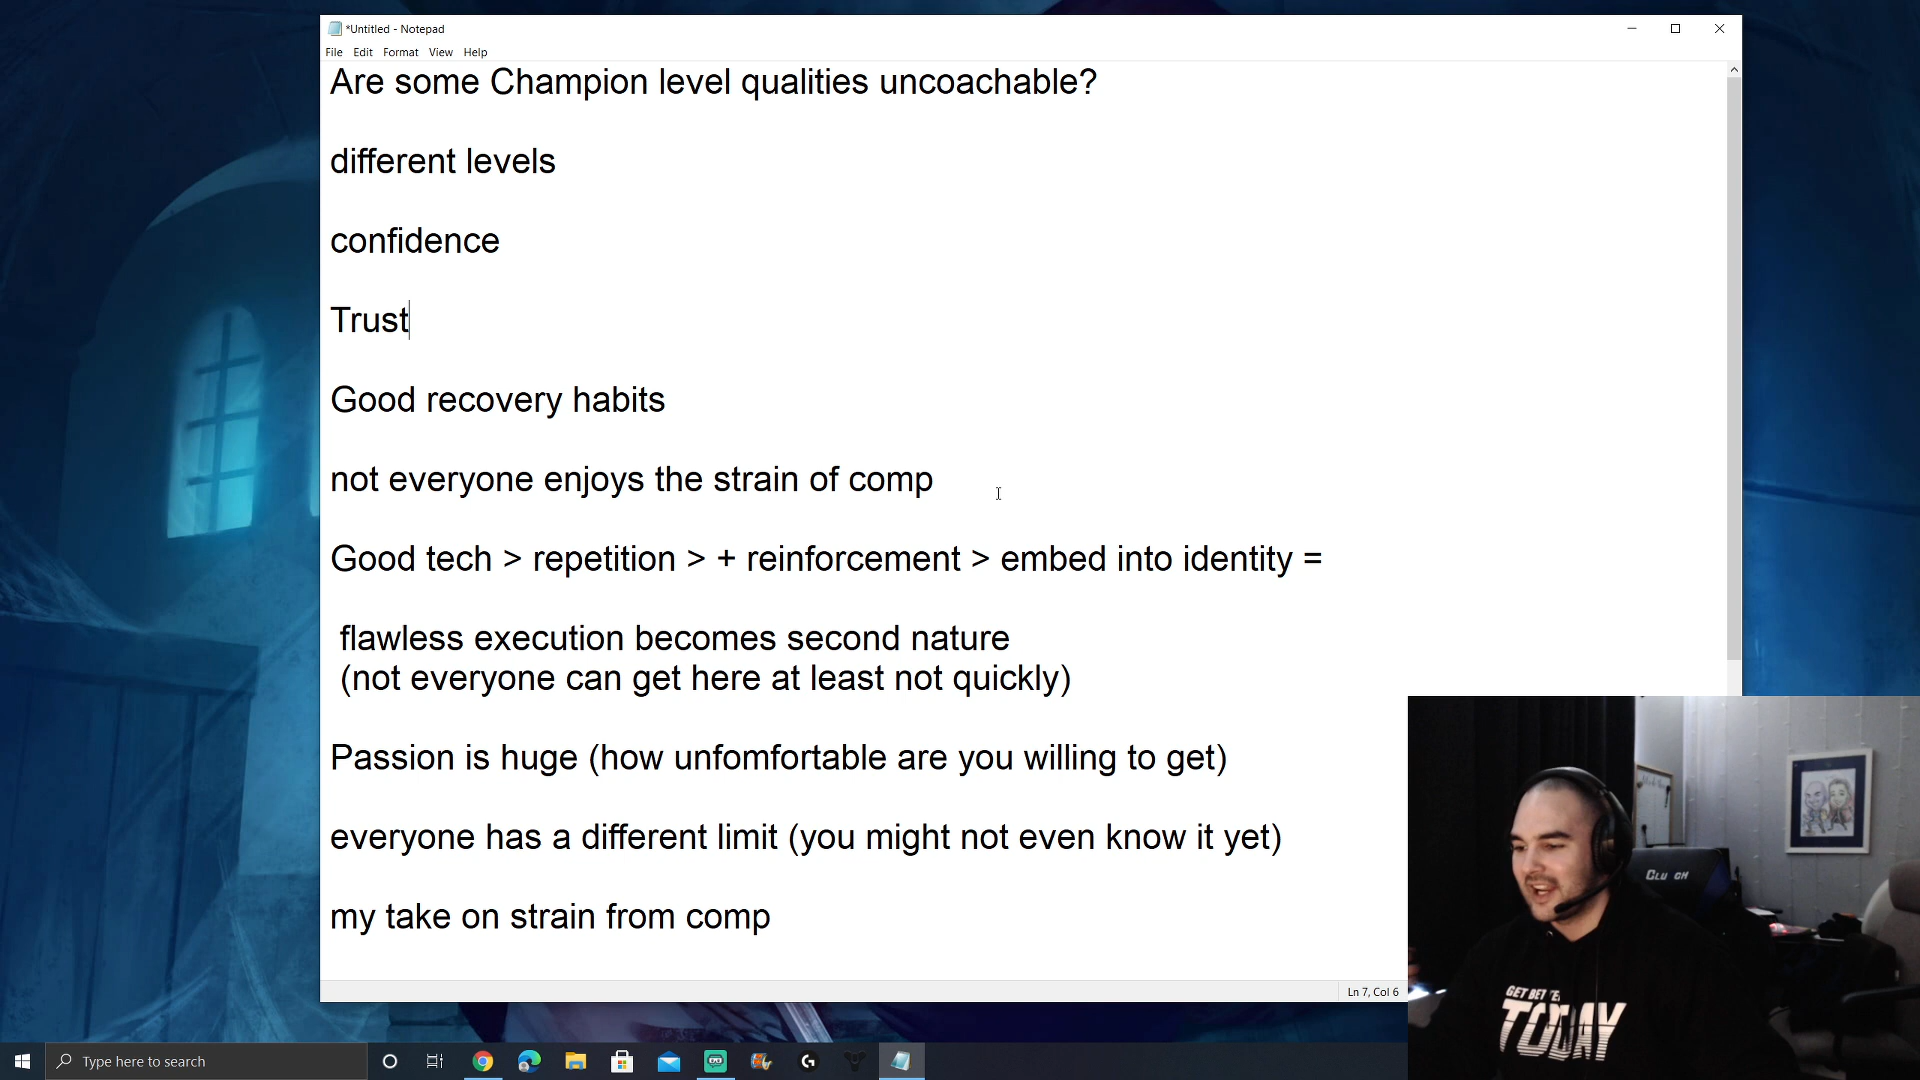 *Untitled - Notepad
File Edit Format View Help
Are some Champion level qualities uncoachable?
different levels
confidence
Trust
Good recovery habits
not everyone enjoys the strain of comp
Good tech > repetition > + reinforcement > embed into identity =
flawless execution becomes second nature
(not everyone can get here at least not quickly)
Passion is huge (how unfomfortable are you willing to get)
everyone has a different limit (you might not even know it yet)
my take on strain from comp
Ln 7, Col 6
GET BETTER
TODAY
Type here to search